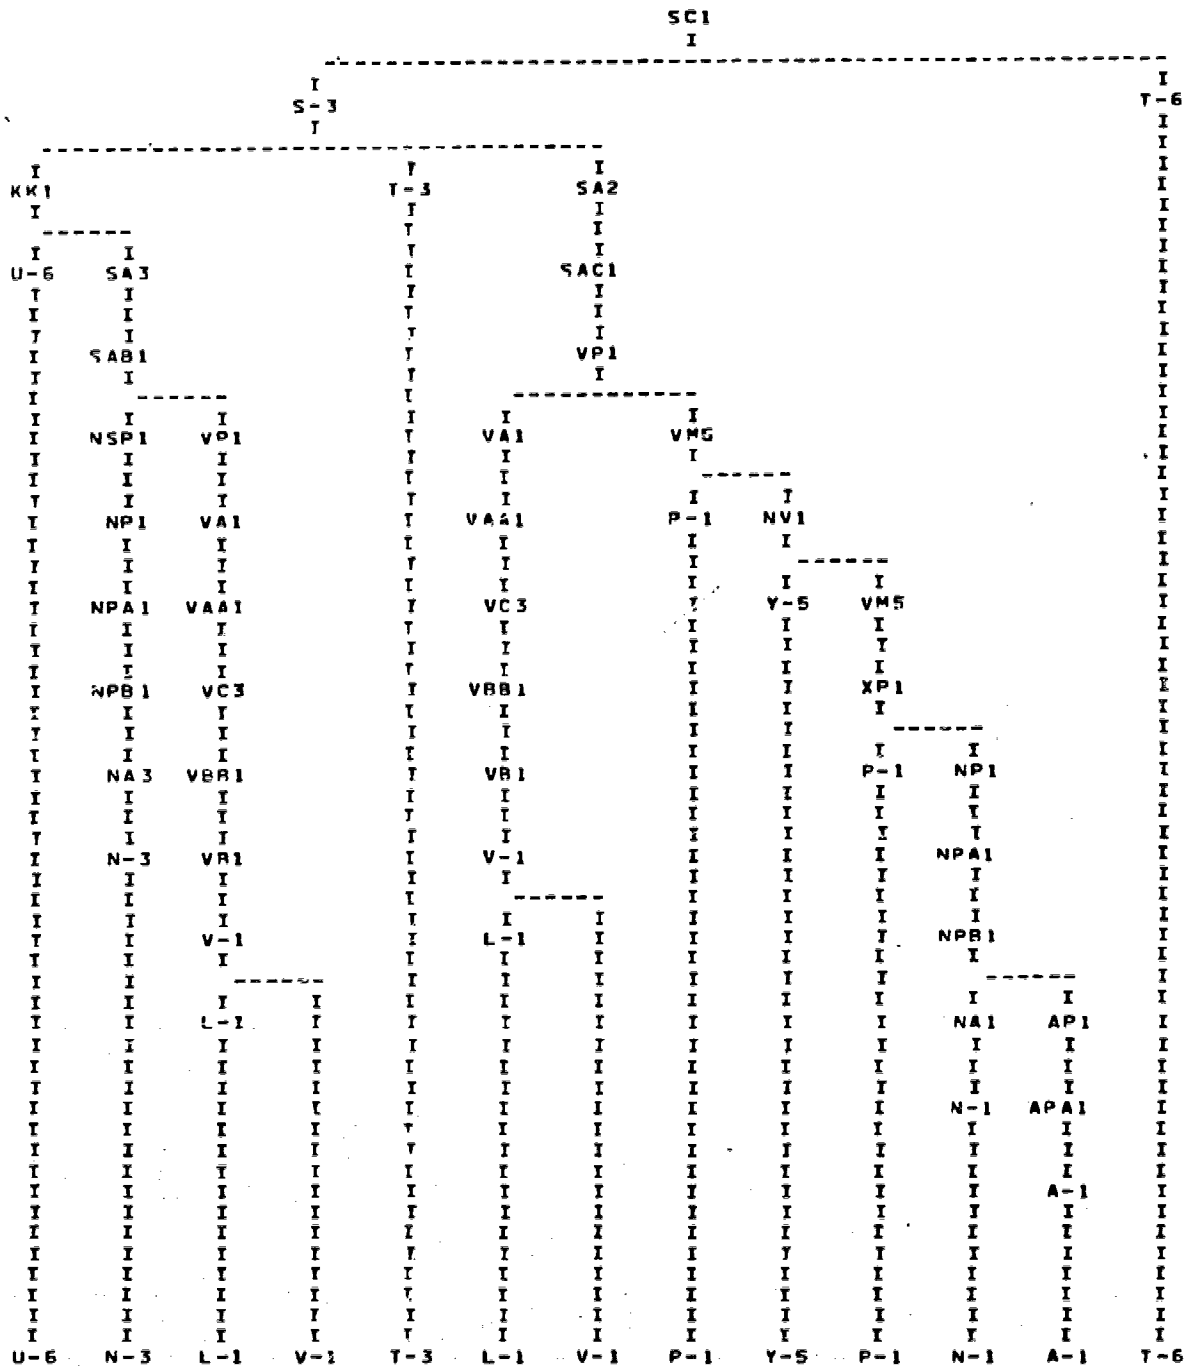 SC1
S-3 T-6
KK1 T-3 SA2
U-6 SA3 SAC1
SAB1 VP1
NSP1 VP1 VA1 VM5
NP1 VA1 VAA1 P-1 NV1
NPA1 VAA1 VC3 Y-5 VM5
NPB1 VC3 VBB1 XP1
NA3 VBB1 VB1 P-1 NP1
N-3 VB1 V-1 NPA1
V-1 L-1 NPB1
L-1 NA1 AP1
N-1 APA1
A-1
U-6 N-3 L-1 V-1 T-3 L-1 V-1 P-1 Y-5 P-1 N-1 A-1 T-6